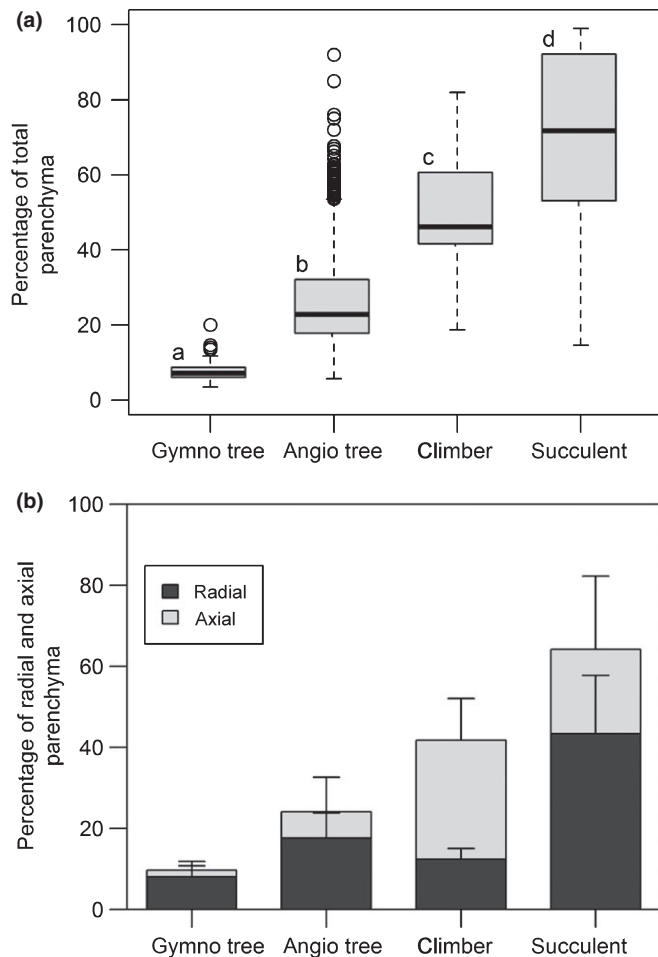 (a)
Percentage of total
parenchyma
100
80
60
40
20
0
a
b
c
d
Gymno tree
Angio tree
Climber
Succulent
(b)
Percentage of radial and axial
parenchyma
100
80
60
40
20
0
Radial
Axial
Gymno tree
Angio tree
Climber
Succulent